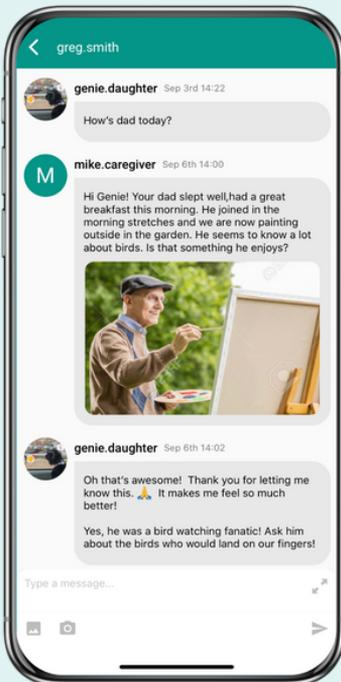 greg.smith
genie.daughter Sep 3rd 14:22
How's dad today?
M
mike.caregiver Sep 6th 14:00
Hi Genie! Your dad slept well,had a great
breakfast this morning. He joined in the
morning stretches and we are now painting
outside in the garden. He seems to know a lot
about birds. Is that something he enjoys?
genie.daughter Sep 6th 14:02
Oh that's awesome!  Thank you for letting me
know this. 🙏 It makes me feel so much
better!
Yes, he was a bird watching fanatic! Ask him
about the birds who would land on our fingers!
Type a message...